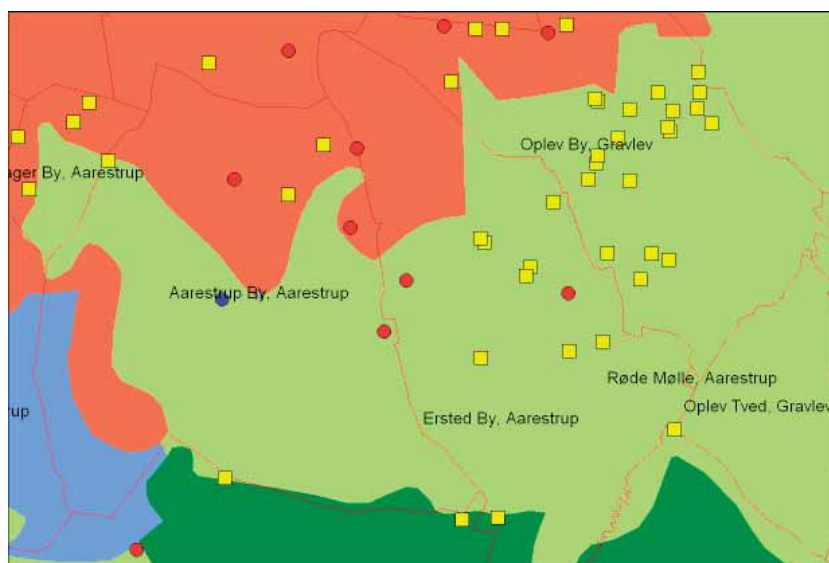 Oplev By, Gravlev
ager By, Aarestrup
Aarestrup By, Aarestrup
Røde Mølle, Aarestrup
Oplev Tved, Gravlev
rup
Ersted By, Aarestrup